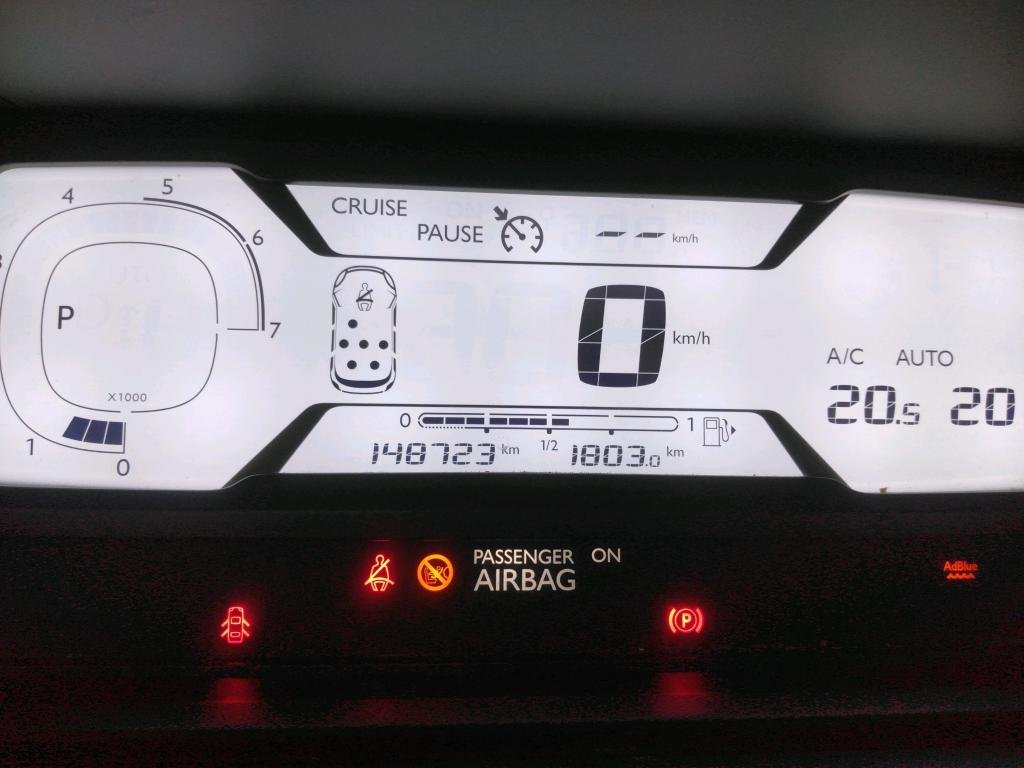 4 5 6 7
P
X1000
1 0
CRUISE
PAUSE -- km/h
0 km/h
0 1/2 1
148723 km 1803.0 km
A/C AUTO
20.5 20
PASSENGER ON
AIRBAG
AdBlue
P